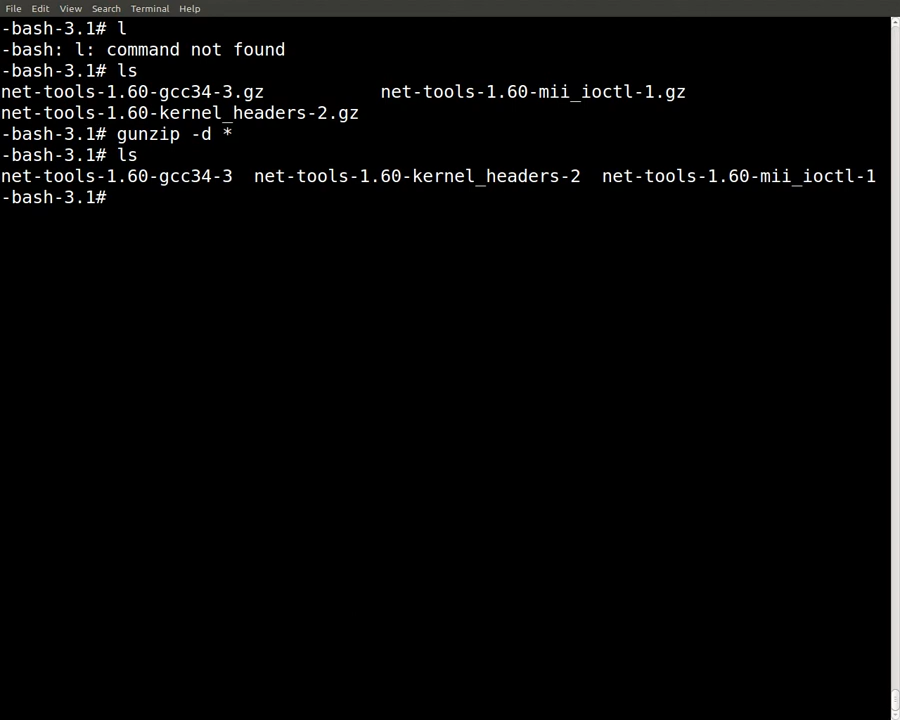 File Edit View Search Terminal Help
-bash-3.1# l
-bash: l: command not found
-bash-3.1# ls
net-tools-1.60-gcc34-3.gz           net-tools-1.60-mii_ioctl-1.gz
net-tools-1.60-kernel_headers-2.gz
-bash-3.1# gunzip -d *
-bash-3.1# ls
net-tools-1.60-gcc34-3  net-tools-1.60-kernel_headers-2  net-tools-1.60-mii_ioctl-1
-bash-3.1#